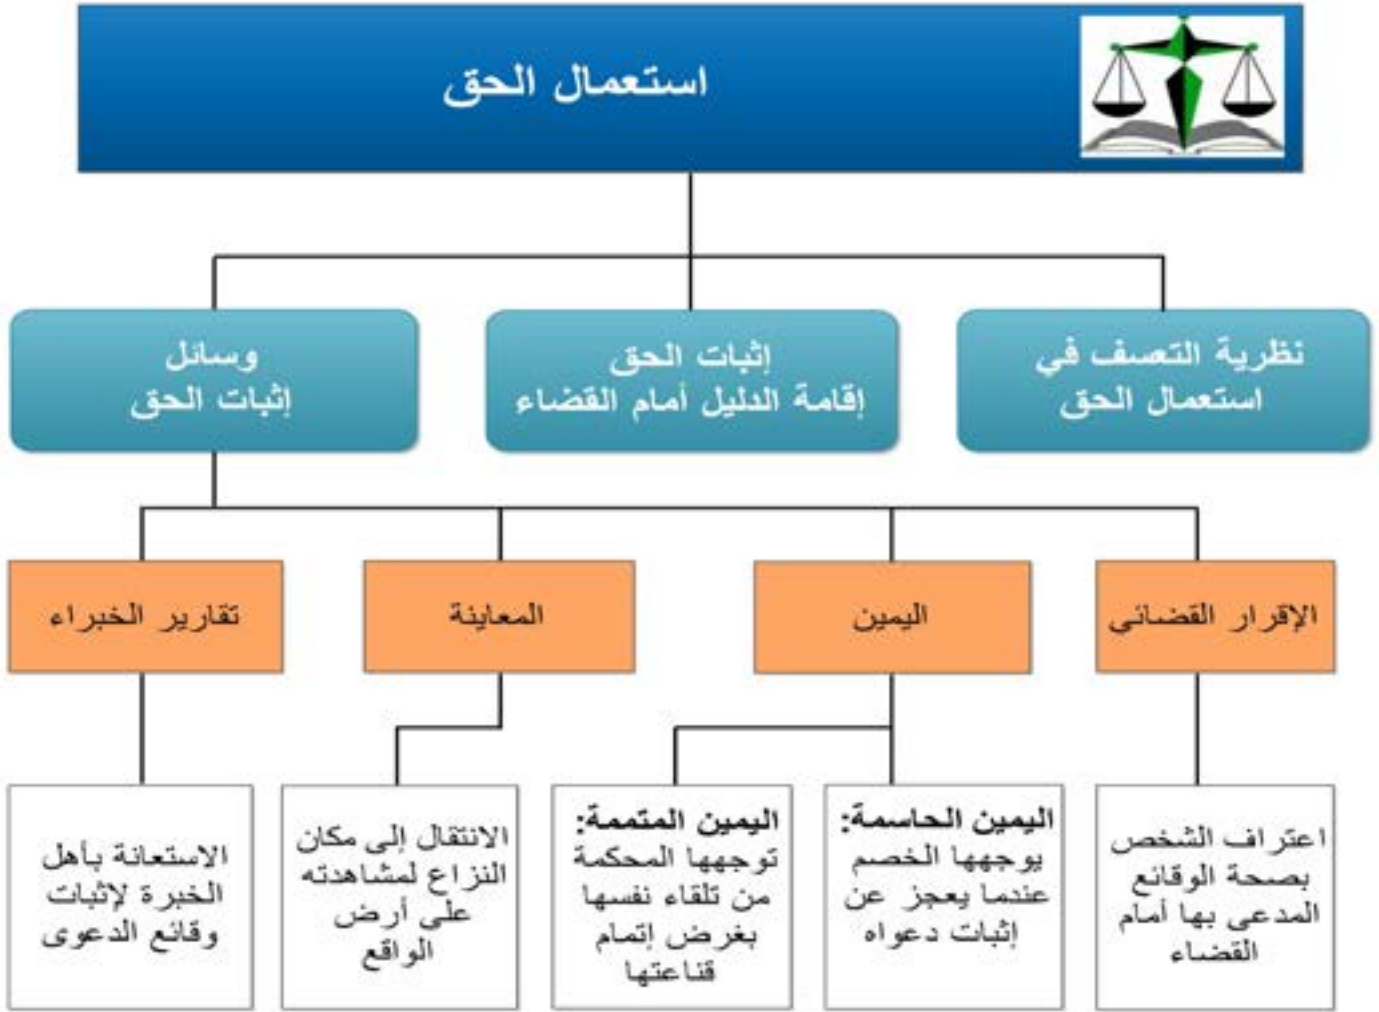 استعمال الحق
نظرية التعسف في
استعمال الحق
إثبات الحق
إقامة الدليل أمام القضاء
وسائل
إثبات الحق
الإقرار القضائي
اليمين
المعاينة
تقارير الخبراء
اعتراف الشخص
بصحة الوقائع
المدعى بها أمام
القضاء
اليمين الحاسمة:
يوجهها الخصم
عندما يعجز عن
إثبات دعواه
اليمين المتممة:
توجهها المحكمة
من تلقاء نفسها
بغرض إتمام
قناعتها
الانتقال إلى مكان
النزاع لمشاهدته
على أرض
الواقع
الاستعانة بأهل
الخبرة لإثبات
وقائع الدعوى